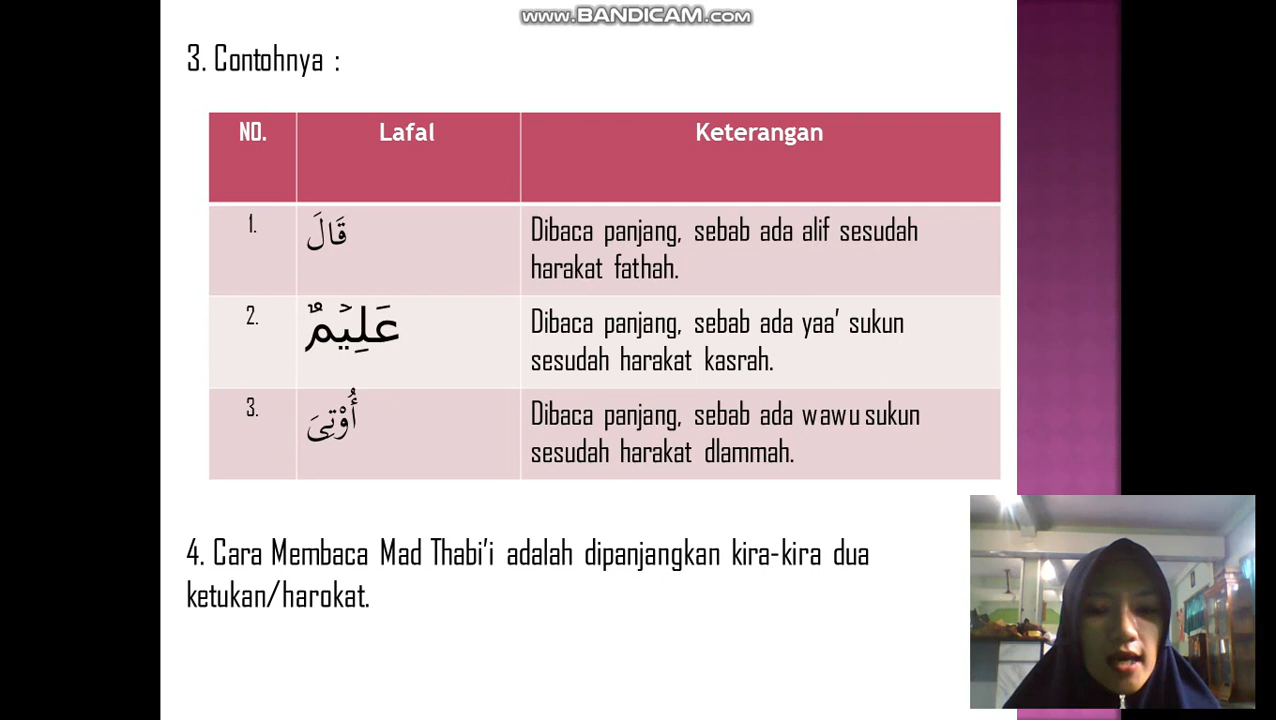 www.BANDICAM.com
3. Contohnya :
NO. Lafal Keterangan
1. قَالَ Dibaca panjang, sebab ada alif sesudah
harakat fathah.
2. عَلِيْمٌ Dibaca panjang, sebab ada yaa’ sukun
sesudah harakat kasrah.
3. أُوْتِىَ Dibaca panjang, sebab ada wawu sukun
sesudah harakat dlammah.
4. Cara Membaca Mad Thabi’i adalah dipanjangkan kira-kira dua
ketukan/harokat.